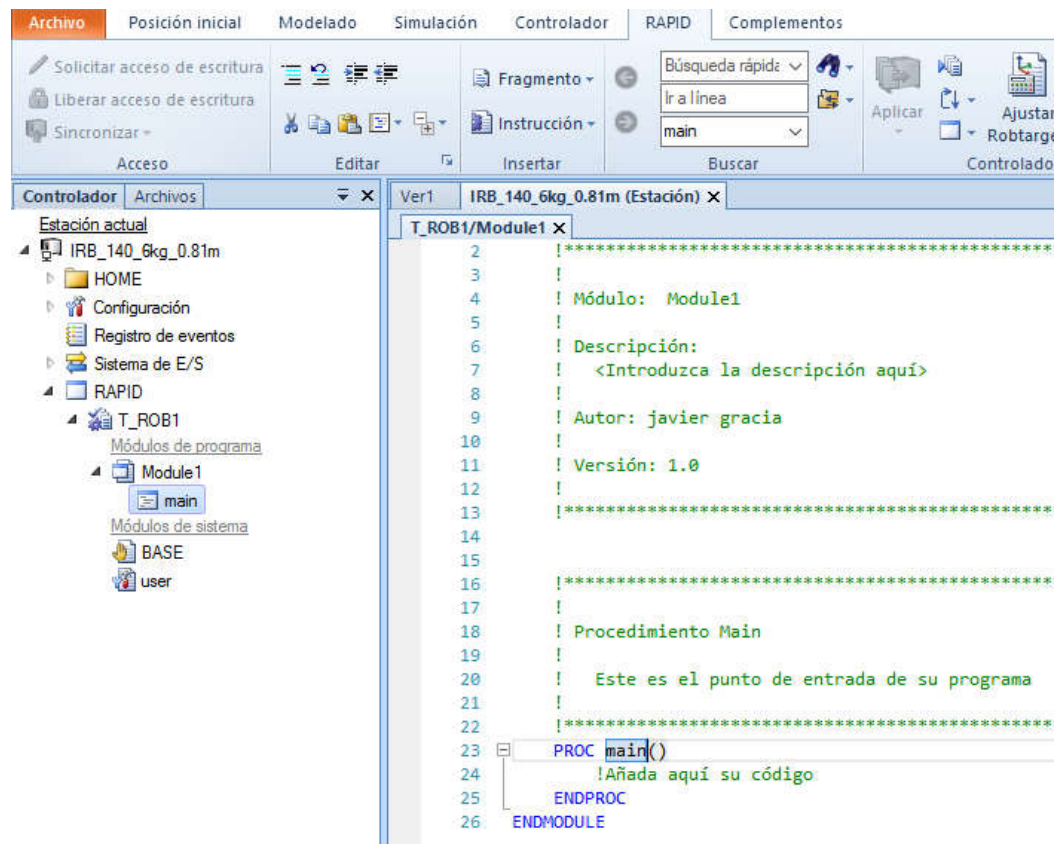 Archivo Posición inicial Modelado Simulación Controlador RAPID Complementos
Solicitar acceso de escritura
Liberar acceso de escritura
Sincronizar
Acceso
Editar
Fragmento
Instrucción
Insertar
Búsqueda rápida
Ir a línea
main
Buscar
Aplicar
Ajustar
Robtarge
Controlado
Controlador Archivos
Estación actual
IRB_140_6kg_0.81m
HOME
Configuración
Registro de eventos
Sistema de E/S
RAPID
T_ROB1
Módulos de programa
Module1
main
Módulos de sistema
BASE
user
Ver1 IRB_140_6kg_0.81m (Estación)
T_ROB1/Module1
2 !***********************************************
3 !
4 ! Módulo: Module1
5 !
6 ! Descripción:
7 ! <Introduzca la descripción aquí>
8 !
9 ! Autor: javier gracia
10 !
11 ! Versión: 1.0
12 !
13 !***********************************************
14
15
16 !***********************************************
17 !
18 ! Procedimiento Main
19 !
20 ! Este es el punto de entrada de su programa
21 !
22 !***********************************************
23 PROC main()
24 !Añada aquí su código
25 ENDPROC
26 ENDMODULE